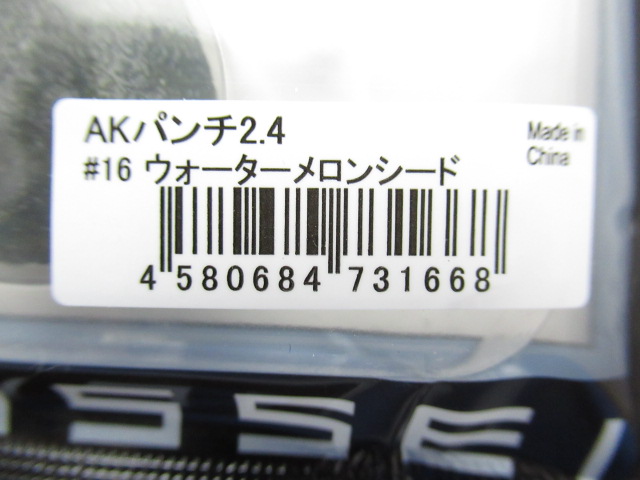 AKパンチ2.4
Made in
China
#16 ウォーターメロンシード
4 580684 731668